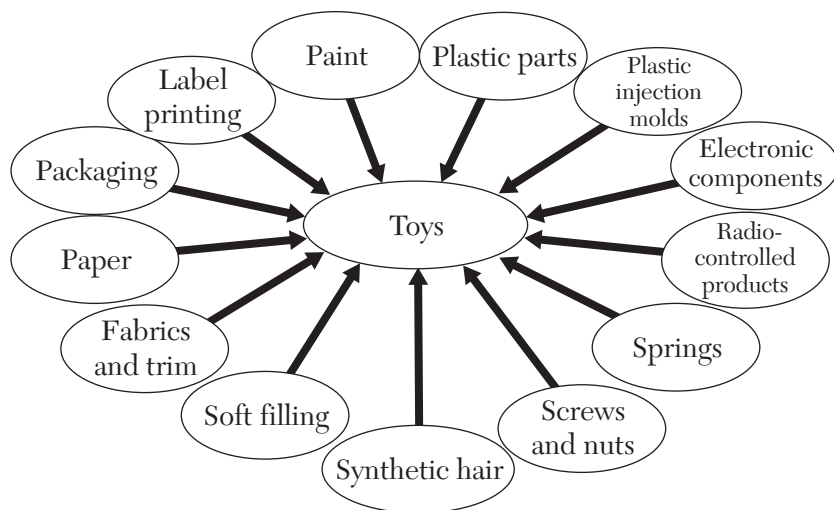 Paint
Plastic parts
Label
printing
Plastic
injection
molds
Packaging
Electronic
components
Toys
Paper
Radio-
controlled
products
Fabrics
and trim
Springs
Soft filling
Screws
and nuts
Synthetic hair